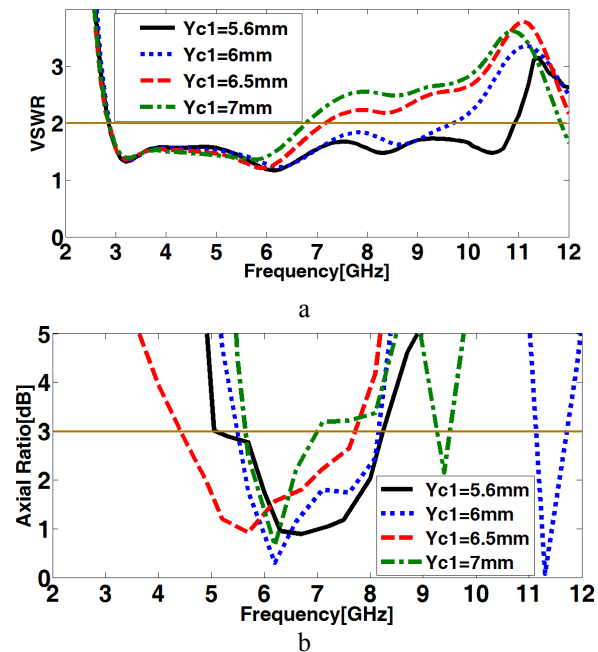 Yc1=5.6mm
Yc1=6mm
Yc1=6.5mm
Yc1=7mm
4
3
2
1
0
VSWR
2 3 4 5 6 7 8 9 10 11 12
Frequency[GHz]
a
5
4
3
2
1
0
Axial Ratio[dB]
Yc1=5.6mm
Yc1=6mm
Yc1=6.5mm
Yc1=7mm
2 3 4 5 6 7 8 9 10 11 12
Frequency[GHz]
b